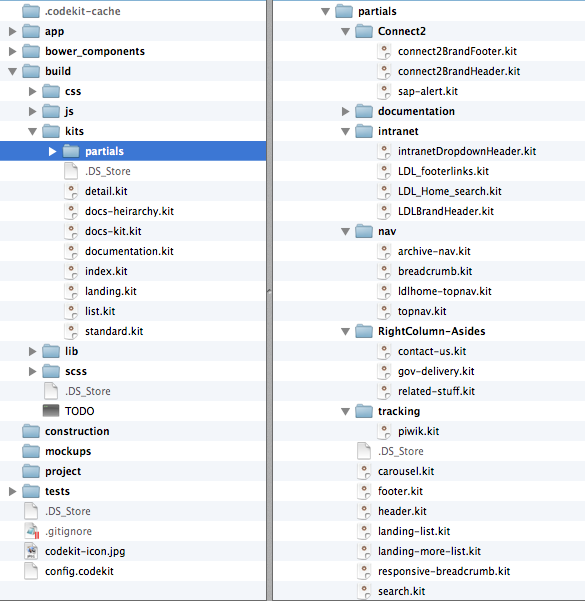 .codekit-cache
app
bower_components
build
css
js
kits
partials
.DS_Store
detail.kit
docs-heirarchy.kit
docs-kit.kit
documentation.kit
index.kit
landing.kit
list.kit
standard.kit
lib
scss
.DS_Store
TODO
construction
mockups
project
tests
.DS_Store
.gitignore
codekit-icon.jpg
config.codekit
partials
Connect2
connect2BrandFooter.kit
connect2BrandHeader.kit
sap-alert.kit
documentation
intranet
intranetDropdownHeader.kit
LDL_footerlinks.kit
LDL_Home_search.kit
LDLBrandHeader.kit
nav
archive-nav.kit
breadcrumb.kit
ldlhome-topnav.kit
topnav.kit
RightColumn-Asides
contact-us.kit
gov-delivery.kit
related-stuff.kit
tracking
piwik.kit
.DS_Store
carousel.kit
footer.kit
header.kit
landing-list.kit
landing-more-list.kit
responsive-breadcrumb.kit
search.kit